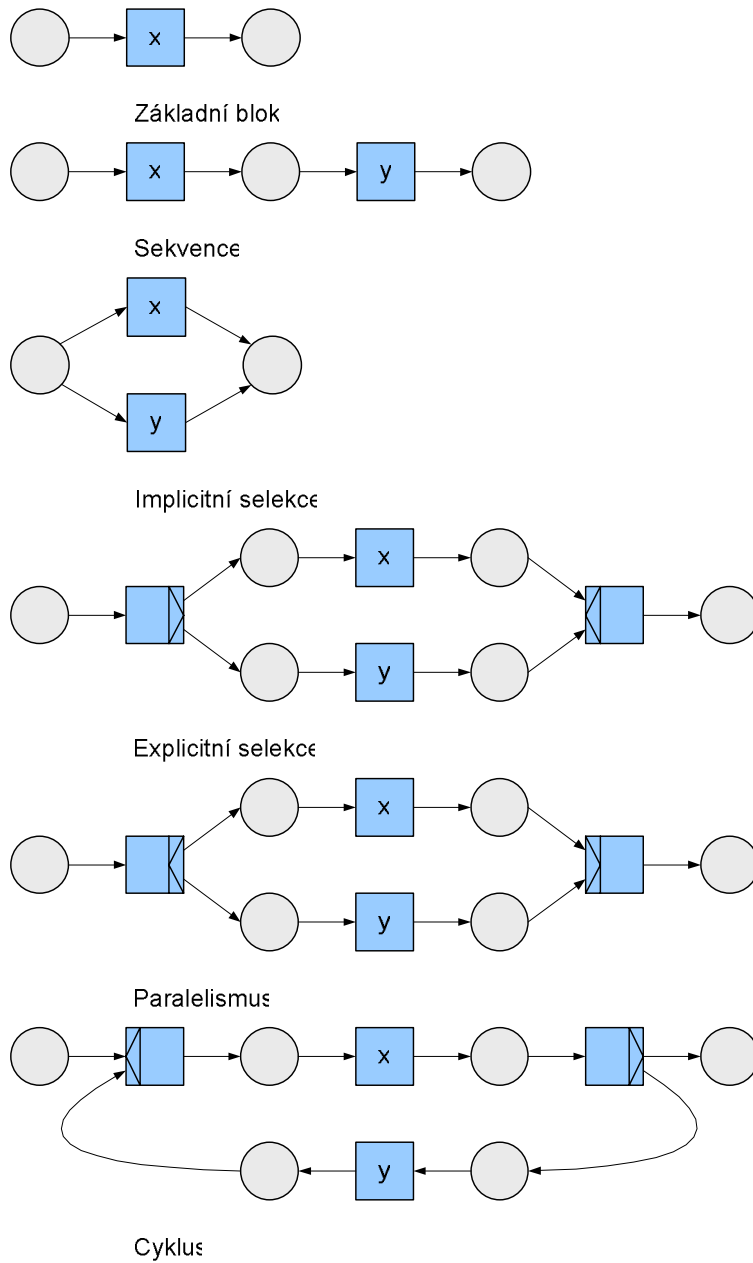 x
Základní blok
x y
Sekvence
x
y
Implicitní selekce
x
y
Explicitní selekce
x
y
Paralelismus
x
y
Cyklus